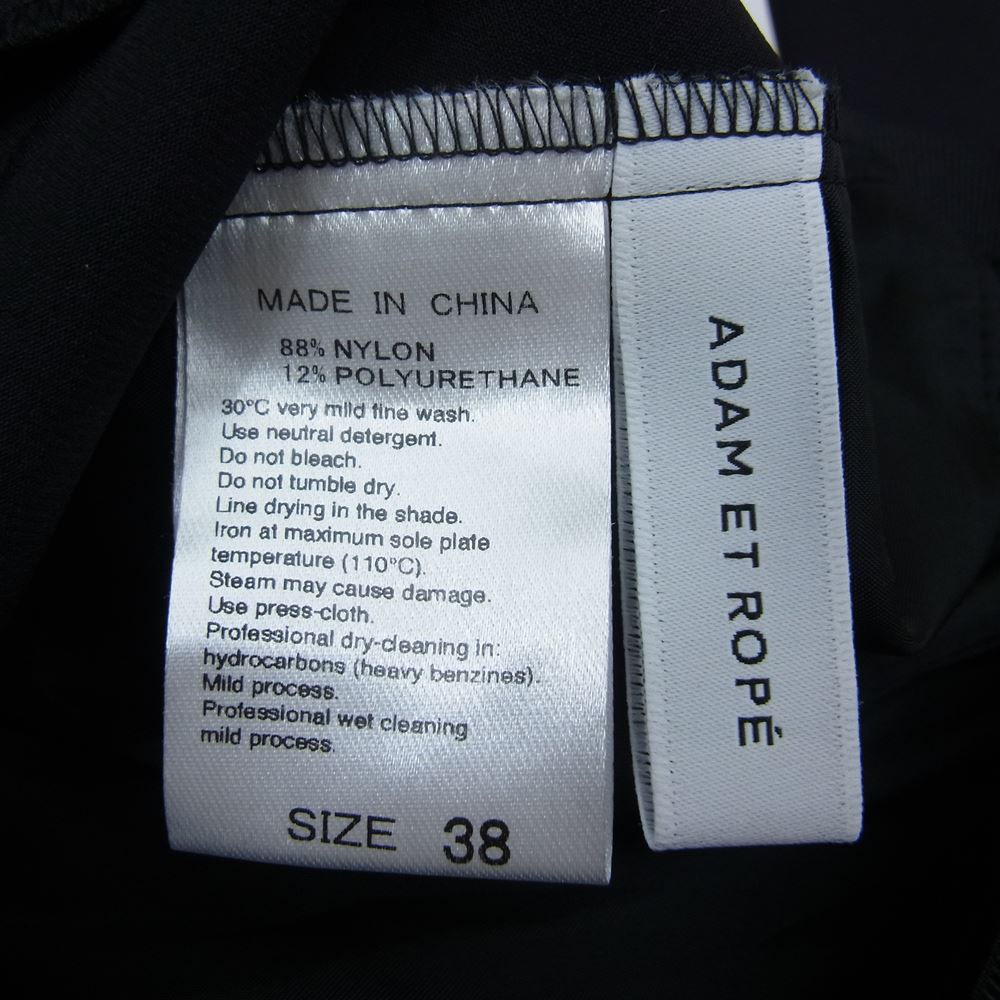 MADE IN CHINA
88% NYLON
12% POLYURETHANE
30°C very mild fine wash.
Use neutral detergent.
Do not bleach.
Do not tumble dry.
Line drying in the shade.
Iron at maximum sole plate
temperature (110°C).
Steam may cause damage.
Use press-cloth.
Professional dry-cleaning in:
hydrocarbons (heavy benzines).
Mild process.
Professional wet cleaning
mild process.
SIZE 38
ADAM ET ROPÉ